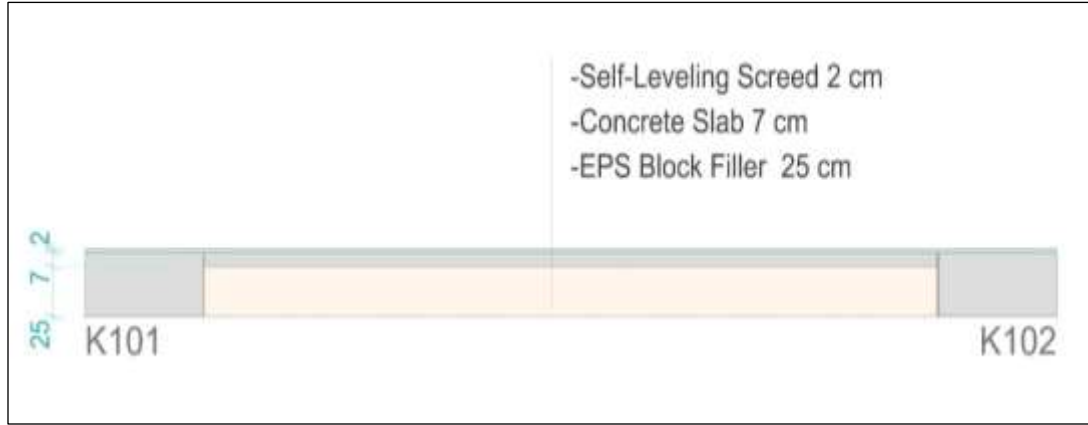 -Self-Leveling Screed 2 cm
-Concrete Slab 7 cm
-EPS Block Filler 25 cm
2
7
25
K101
K102